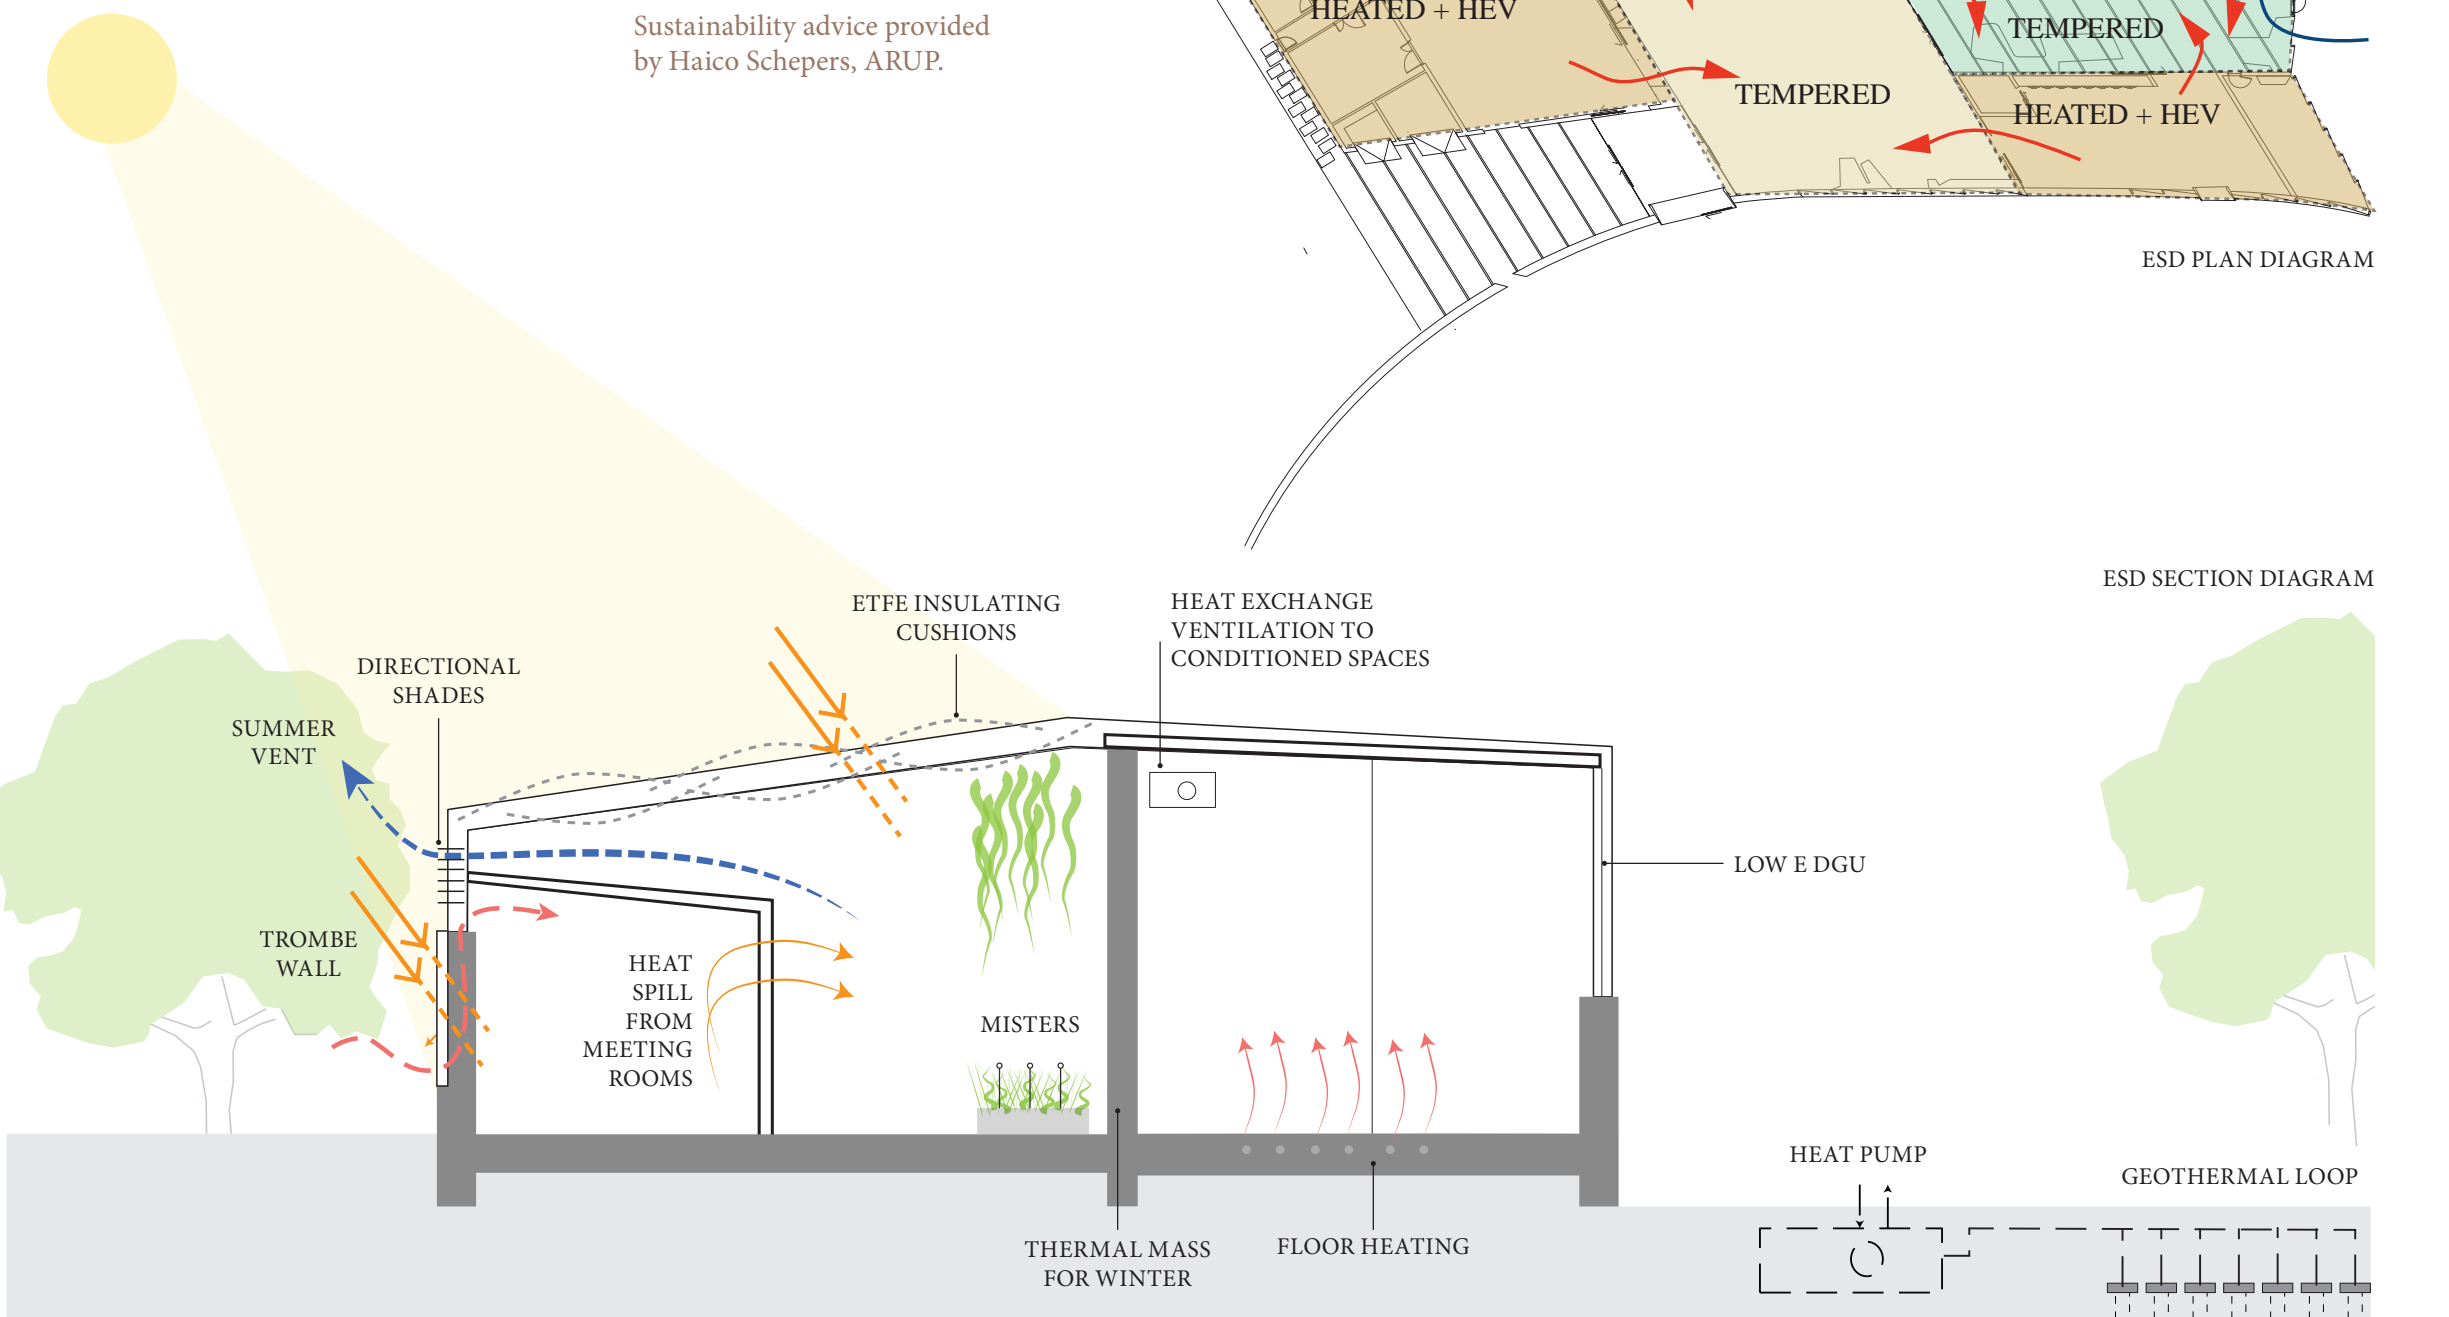 Sustainability advice provided
by Haico Schepers, ARUP.
HEATED + HEV
TEMPERED
TEMPERED
HEATED + HEV
ESD PLAN DIAGRAM
ESD SECTION DIAGRAM
ETFE INSULATING
CUSHIONS
HEAT EXCHANGE
VENTILATION TO
CONDITIONED SPACES
DIRECTIONAL
SHADES
SUMMER
VENT
LOW E DGU
TROMBE
WALL
HEAT
SPILL
FROM
MEETING
ROOMS
MISTERS
HEAT PUMP
GEOTHERMAL LOOP
THERMAL MASS
FOR WINTER
FLOOR HEATING